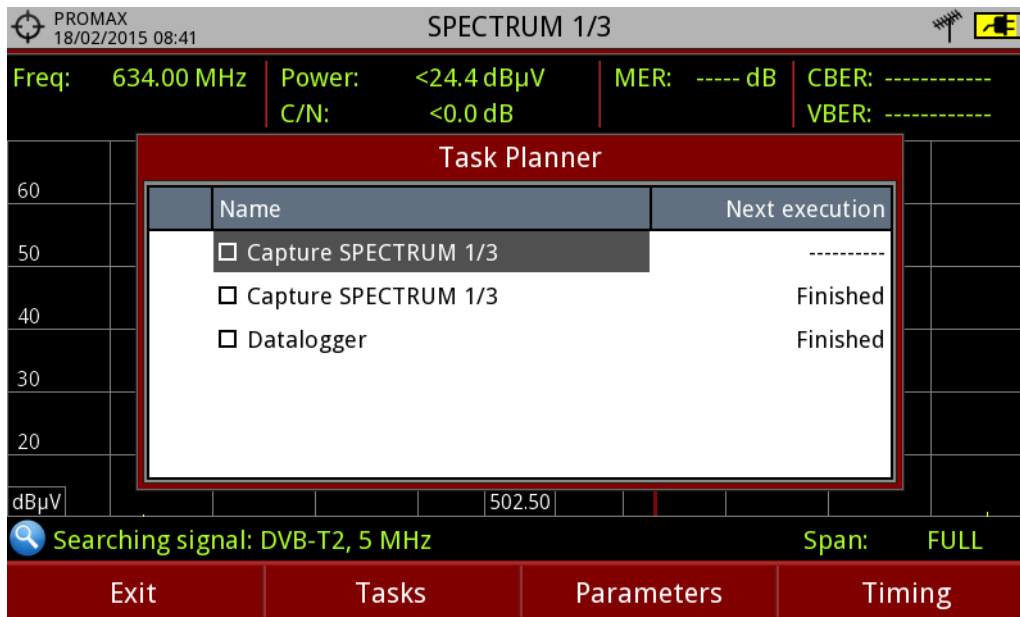 PROMAX
18/02/2015 08:41
SPECTRUM 1/3
Freq: 634.00 MHz Power: <24.4 dBµV MER: ----- dB CBER: ------------
C/N: <0.0 dB VBER: ------------
Task Planner
Name Next execution
Capture SPECTRUM 1/3 ----------
Capture SPECTRUM 1/3 Finished
Datalogger Finished
60
50
40
30
20
dBµV 502.50
Searching signal: DVB-T2, 5 MHz Span: FULL
Exit Tasks Parameters Timing